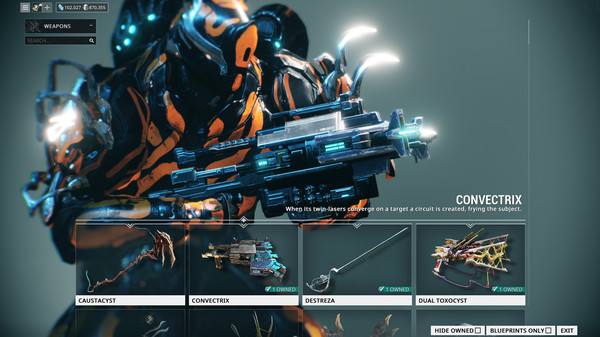 102,027 870,355
WEAPONS
SEARCH...
CONVECTRIX
When its twin-lasers converge on a target a circuit is created, frying the subject.
1 OWNED
1 OWNED
1 OWNED
CAUSTACYST
CONVECTRIX
DESTREZA
DUAL TOXOCYST
HIDE OWNED
BLUEPRINTS ONLY
EXIT